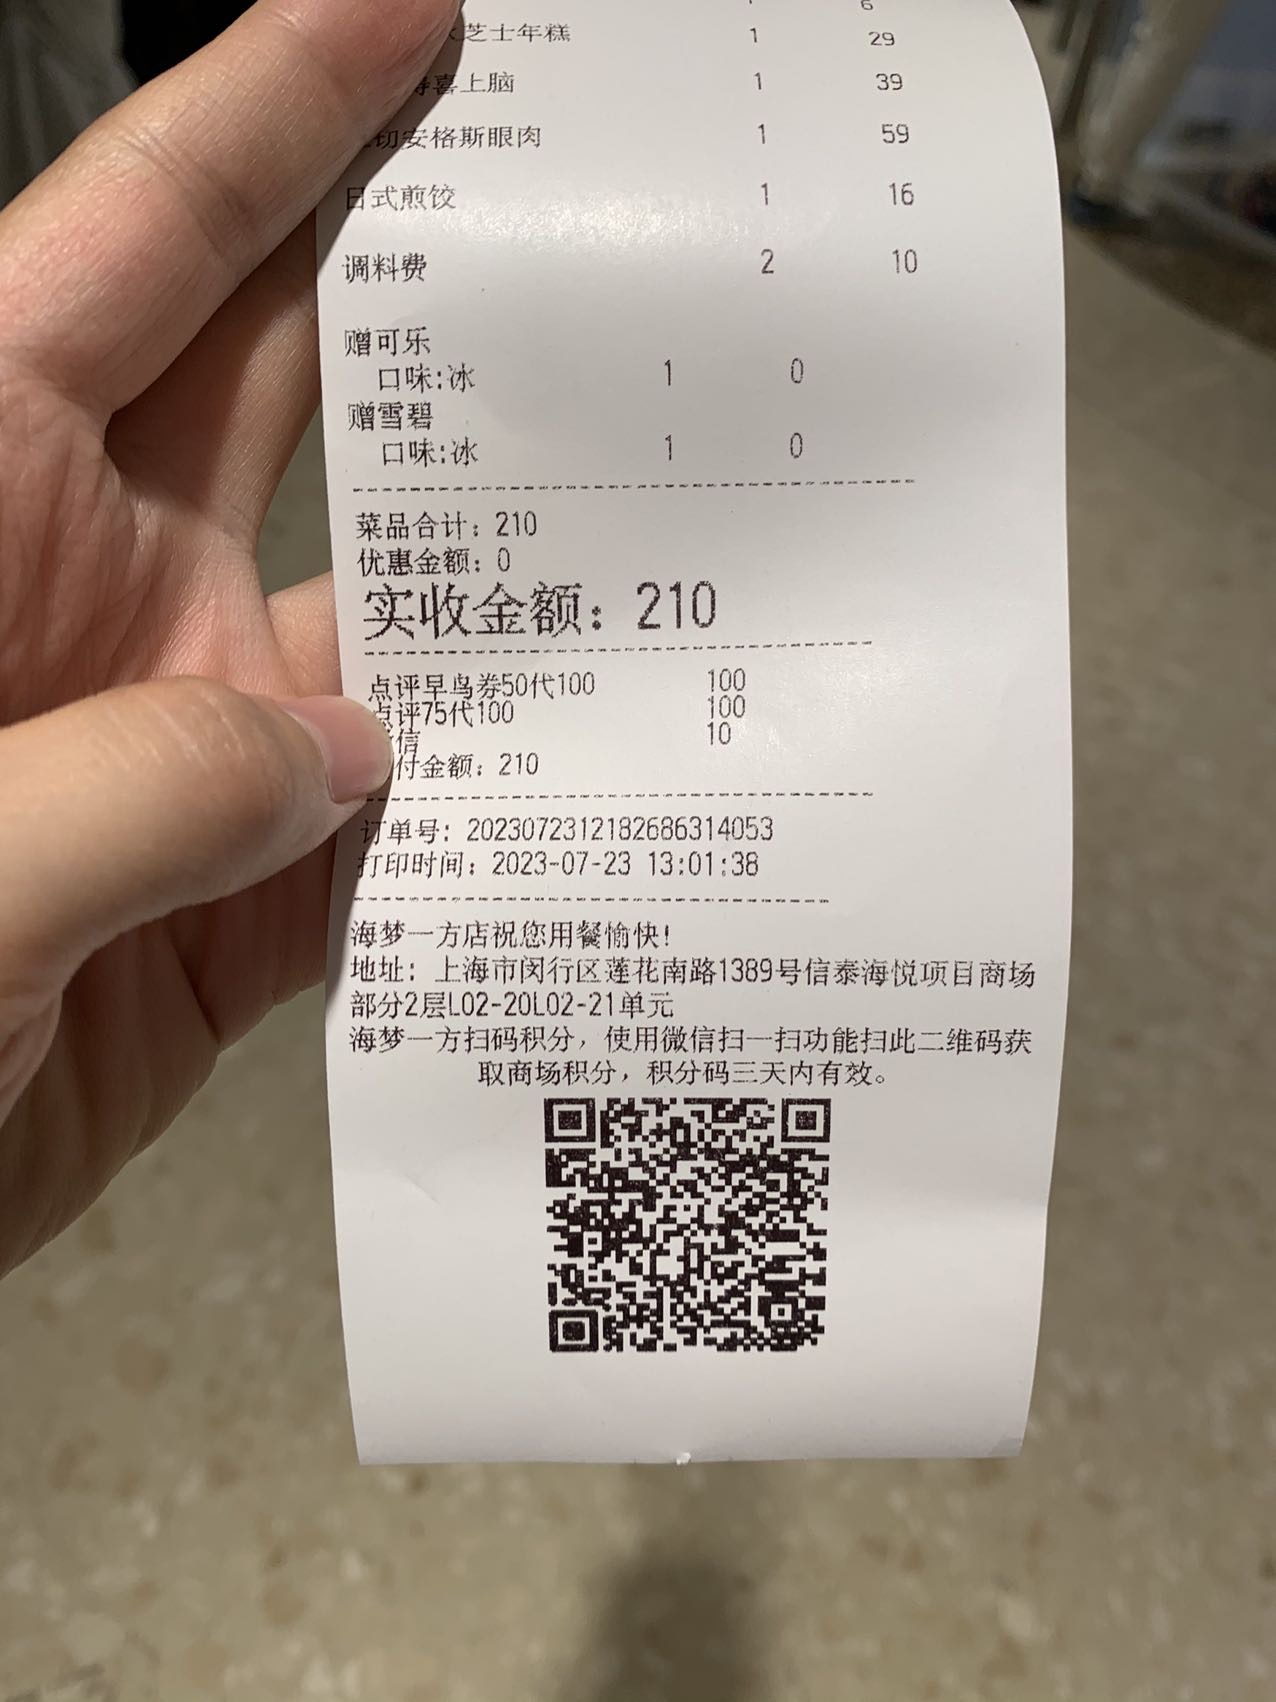 1 6
芝士年糕 1 29
喜上脑 1 39
切安格斯眼肉 1 59
日式煎饺 1 16
调料费 2 10
赠可乐
口味:冰 1 0
赠雪碧
口味:冰 1 0
菜品合计：210
优惠金额：0
实收金额：210
点评早鸟券50代100 100
点评75代100 100
信 10
付金额：210
订单号：2023072312182686314053
打印时间：2023-07-23 13:01:38
海梦一方店祝您用餐愉快！
地址：上海市闵行区莲花南路1389号信泰海悦项目商场
部分2层L02-20L02-21单元
海梦一方扫码积分，使用微信扫一扫功能扫此二维码获
取商场积分，积分码三天内有效。